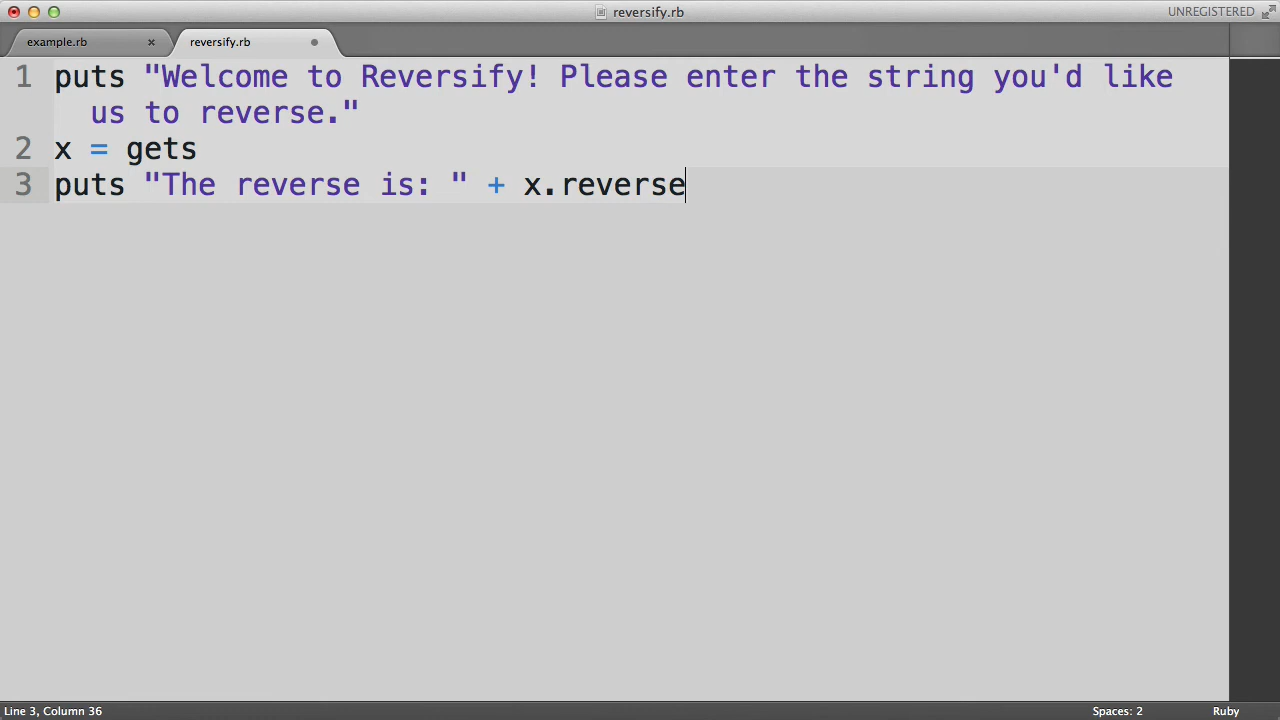 reversify.rb
UNREGISTERED
example.rb
reversify.rb
1 puts "Welcome to Reversify! Please enter the string you'd like
us to reverse."
2 x = gets
3 puts "The reverse is: " + x.reverse
Line 3, Column 36
Spaces: 2
Ruby